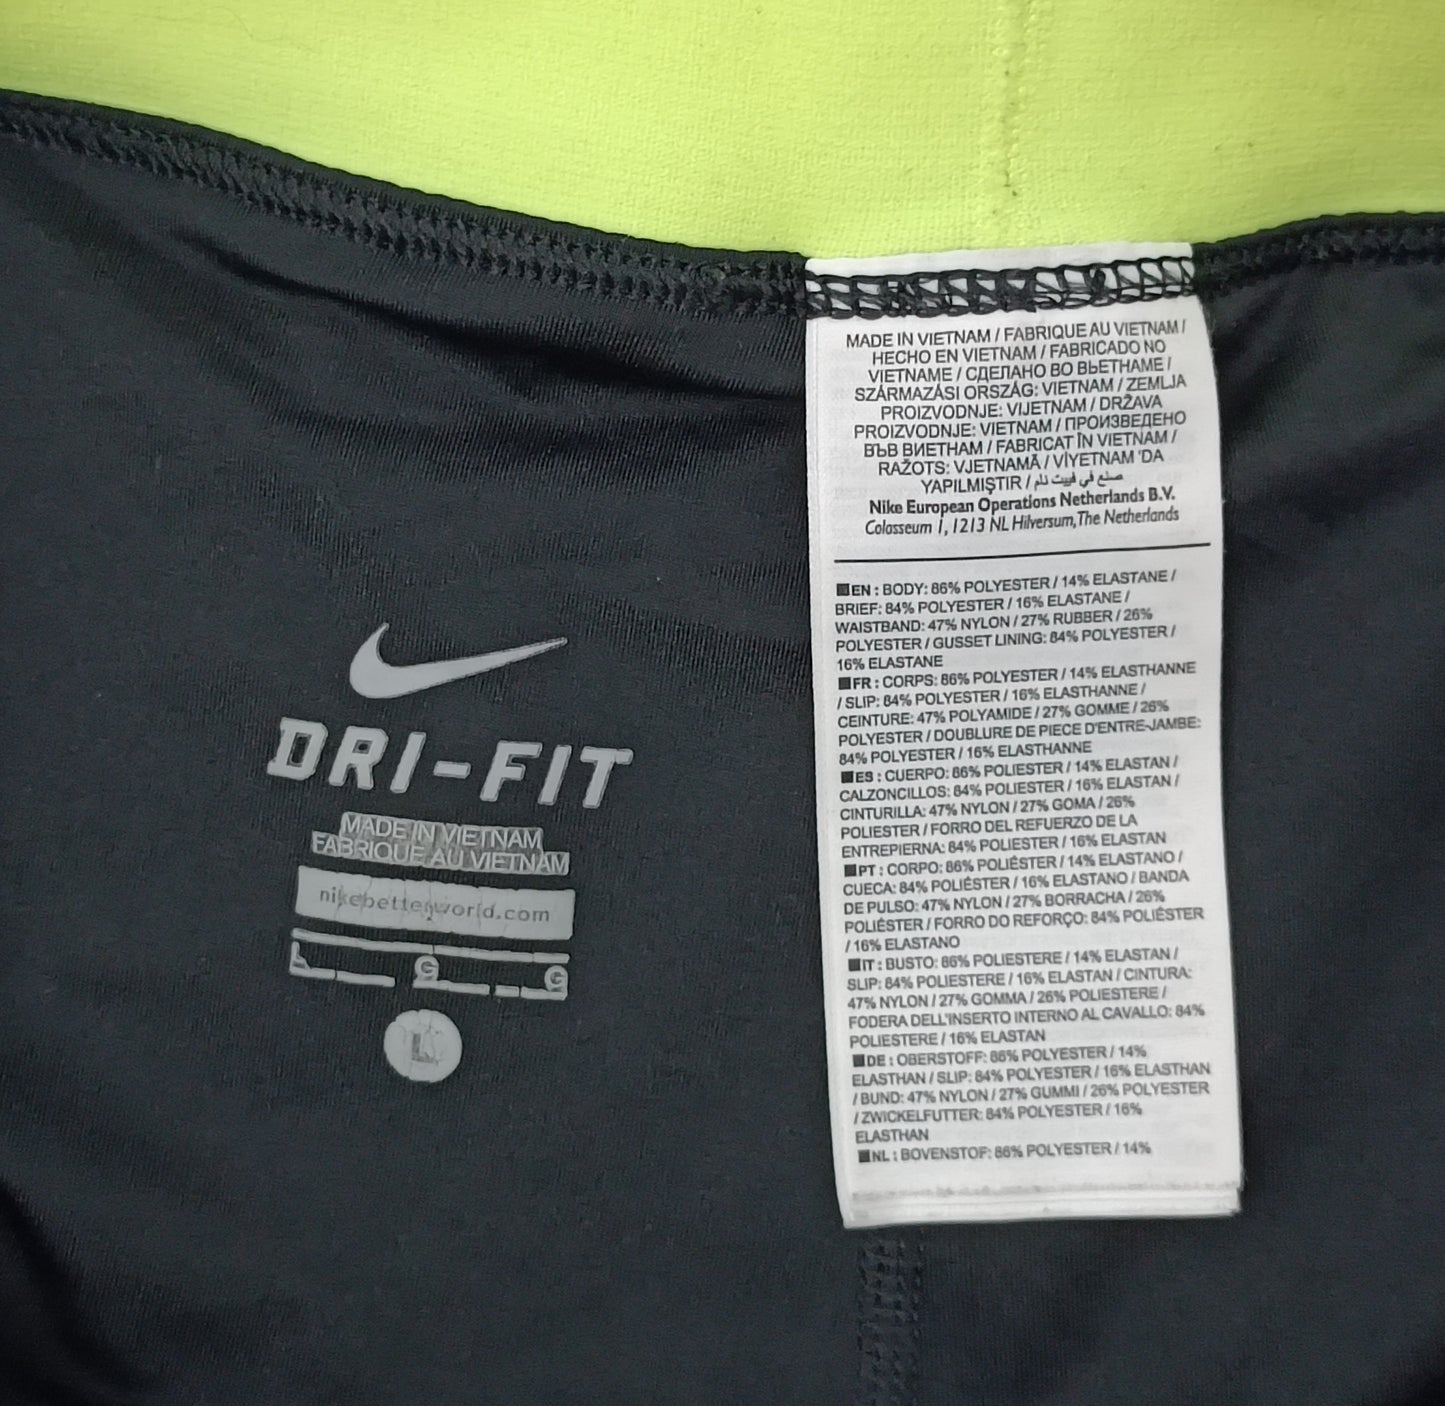 DRI-FIT
MADE IN VIETNAM
FABRIQUE AU VIETNAM
nikebetterworld.com
L G G
L
MADE IN VIETNAM / FABRIQUE AU VIETNAM /
HECHO EN VIETNAM / FABRICADO NO
VIETNAME / СДЕЛАНО ВО ВЬЕТНАМЕ /
SZÁRMAZÁSI ORSZÁG: VIETNAM / ZEMLJA
PROIZVODNJE: VIJETNAM / DRŽAVA
PROIZVODNJE: VIETNAM / ПРОИЗВЕДЕНО
ВЪВ ВИЕТНАМ / FABRICAT ÎN VIETNAM /
RAŽOTS: VJETNAMĀ / VİYETNAM 'DA
YAPILMIŞTIR / صنع في فييت نام
Nike European Operations Netherlands B.V.
Colosseum 1, 1213 NL Hilversum, The Netherlands
EN : BODY: 86% POLYESTER / 14% ELASTANE /
BRIEF: 84% POLYESTER / 16% ELASTANE /
WAISTBAND: 47% NYLON / 27% RUBBER / 26%
POLYESTER / GUSSET LINING: 84% POLYESTER /
16% ELASTANE
FR : CORPS: 86% POLYESTER / 14% ELASTHANNE
/ SLIP: 84% POLYESTER / 16% ELASTHANNE /
CEINTURE: 47% POLYAMIDE / 27% GOMME / 26%
POLYESTER / DOUBLURE DE PIECE D'ENTRE-JAMBE:
84% POLYESTER / 16% ELASTHANNE
ES : CUERPO: 86% POLIESTER / 14% ELASTAN /
CALZONCILLOS: 84% POLIESTER / 16% ELASTAN /
CINTURILLA: 47% NYLON / 27% GOMA / 26%
POLIESTER / FORRO DEL REFUERZO DE LA
ENTREPIERNA: 84% POLIESTER / 16% ELASTAN
PT : CORPO: 86% POLIÉSTER / 14% ELASTANO /
CUECA: 84% POLIÉSTER / 16% ELASTANO / BANDA
DE PULSO: 47% NYLON / 27% BORRACHA / 26%
POLIÉSTER / FORRO DO REFORÇO: 84% POLIÉSTER
/ 16% ELASTANO
IT : BUSTO: 86% POLIESTERE / 14% ELASTAN /
SLIP: 84% POLIESTERE / 16% ELASTAN / CINTURA:
47% NYLON / 27% GOMMA / 26% POLIESTERE /
FODERA DELL'INSERTO INTERNO AL CAVALLO: 84%
POLIESTERE / 16% ELASTAN
DE : OBERSTOFF: 86% POLYESTER / 14%
ELASTHAN / SLIP: 84% POLYESTER / 16% ELASTHAN
/ BUND: 47% NYLON / 27% GUMMI / 26% POLYESTER
/ ZWICKELFUTTER: 84% POLYESTER / 16%
ELASTHAN
NL : BOVENSTOF: 86% POLYESTER / 14%